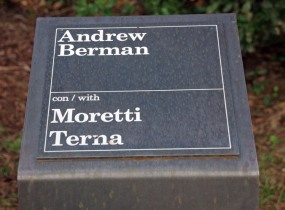 Andrew
Berman
con / with
Moretti
Terna